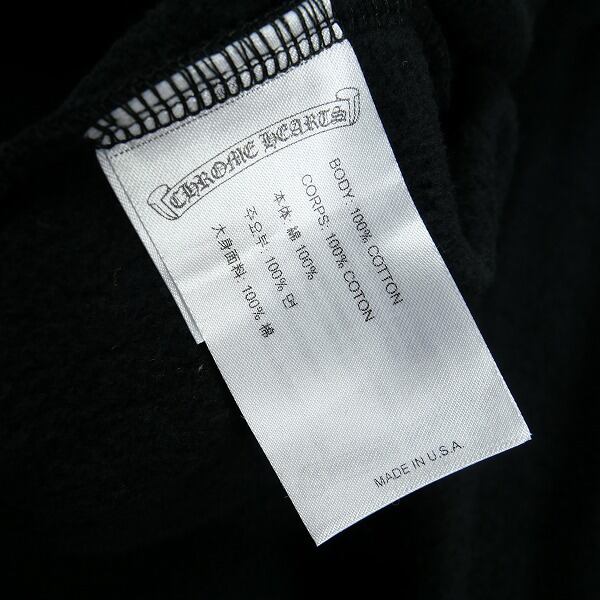 CHROME HEARTS
BODY: 100% COTTON
CORPS: 100% COTON
本体: 綿 100%
주요부: 100% 면
大身面料: 100% 棉
MADE IN U.S.A.